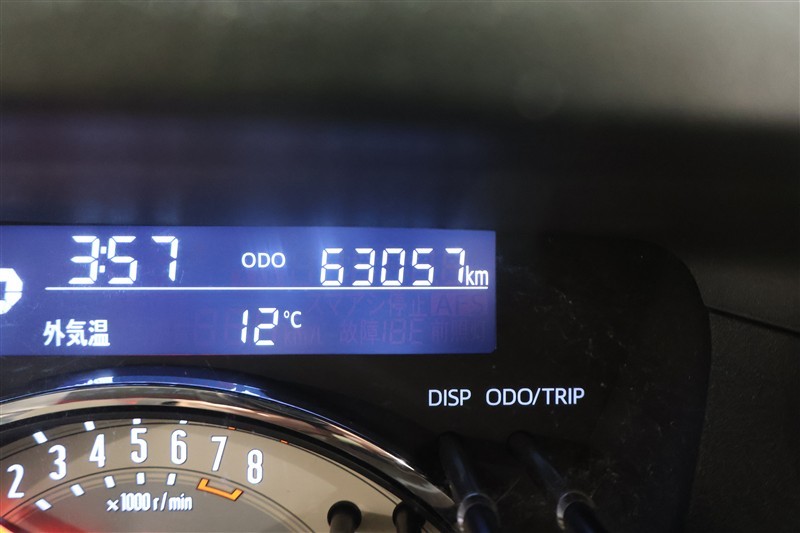 3:57 ODO 63057km
外気温 12℃
DISP ODO/TRIP
2 3 4 5 6 7 8
×1000 r/min